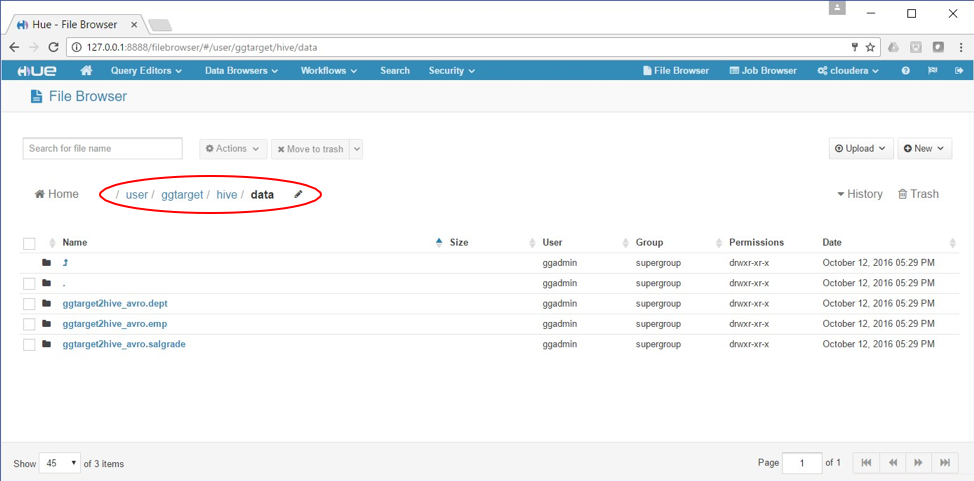 Hue - File Browser
127.0.0.1:8888/filebrowser/#/user/ggtarget/hive/data
HUE Query Editors Data Browsers Workflows Search Security File Browser Job Browser cloudera
File Browser
Search for file name Actions Move to trash Upload New
Home / user / ggtarget / hive / data History Trash
Name Size User Group Permissions Date
ggadmin supergroup drwxr-xr-x October 12, 2016 05:29 PM
. ggadmin supergroup drwxr-xr-x October 12, 2016 05:29 PM
ggtarget2hive_avro.dept ggadmin supergroup drwxr-xr-x October 12, 2016 05:29 PM
ggtarget2hive_avro.emp ggadmin supergroup drwxr-xr-x October 12, 2016 05:29 PM
ggtarget2hive_avro.salgrade ggadmin supergroup drwxr-xr-x October 12, 2016 05:29 PM
Show 45 of 3 items Page 1 of 1